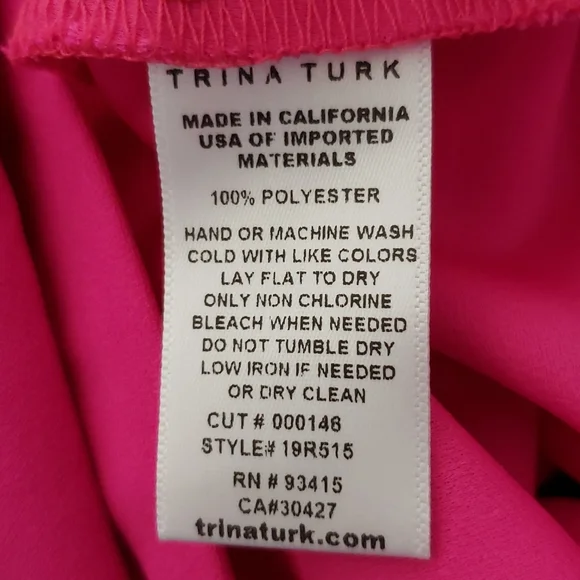 TRINA TURK
MADE IN CALIFORNIA
USA OF IMPORTED
MATERIALS
100% POLYESTER
HAND OR MACHINE WASH
COLD WITH LIKE COLORS
LAY FLAT TO DRY
ONLY NON CHLORINE
BLEACH WHEN NEEDED
DO NOT TUMBLE DRY
LOW IRON IF NEEDED
OR DRY CLEAN
CUT # 000146
STYLE# 19R515
RN # 93415
CA#30427
trinaturk.com